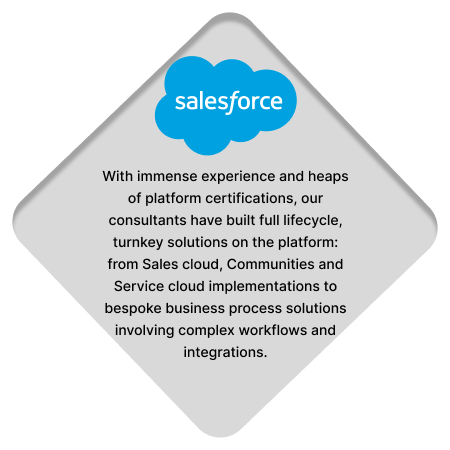 salesforce
With immense experience and heaps
of platform certifications, our
consultants have built full lifecycle,
turnkey solutions on the platform:
from Sales cloud, Communities and
Service cloud implementations to
bespoke business process solutions
involving complex workflows and
integrations.